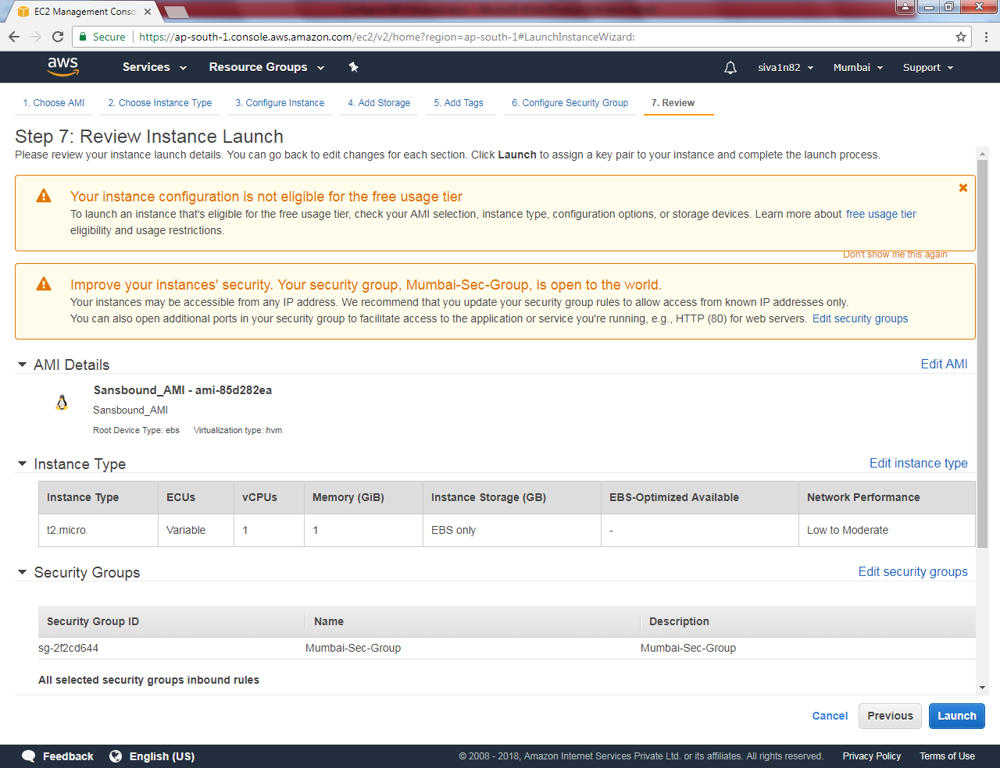 EC2 Management Conso
Secure https://ap-south-1.console.aws.amazon.com/ec2/v2/home?region=ap-south-1#LaunchInstanceWizard:
aws Services Resource Groups siva1n82 Mumbai Support
1. Choose AMI 2. Choose Instance Type 3. Configure Instance 4. Add Storage 5. Add Tags 6. Configure Security Group 7. Review
Step 7: Review Instance Launch
Please review your instance launch details. You can go back to edit changes for each section. Click Launch to assign a key pair to your instance and complete the launch process.
Your instance configuration is not eligible for the free usage tier
To launch an instance that's eligible for the free usage tier, check your AMI selection, instance type, configuration options, or storage devices. Learn more about free usage tier
eligibility and usage restrictions.
Don't show me this again
Improve your instances' security. Your security group, Mumbai-Sec-Group, is open to the world.
Your instances may be accessible from any IP address. We recommend that you update your security group rules to allow access from known IP addresses only.
You can also open additional ports in your security group to facilitate access to the application or service you're running, e.g., HTTP (80) for web servers. Edit security groups
AMI Details Edit AMI
Sansbound_AMI - ami-85d282ea
Sansbound_AMI
Root Device Type: ebs Virtualization type: hvm
Instance Type Edit instance type
Instance Type ECUs vCPUs Memory (GiB) Instance Storage (GB) EBS-Optimized Available Network Performance
t2.micro Variable 1 1 EBS only - Low to Moderate
Security Groups Edit security groups
Security Group ID Name Description
sg-2f2cd644 Mumbai-Sec-Group Mumbai-Sec-Group
All selected security groups inbound rules
Cancel Previous Launch
Feedback English (US) © 2008 - 2018, Amazon Internet Services Private Ltd. or its affiliates. All rights reserved. Privacy Policy Terms of Use